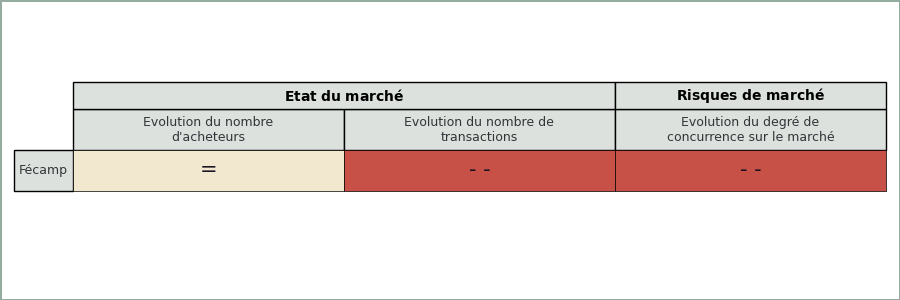 Etat du marché
Risques de marché
Evolution du nombre
d'acheteurs
Evolution du nombre de
transactions
Evolution du degré de
concurrence sur le marché
Fécamp
=
- -
- -